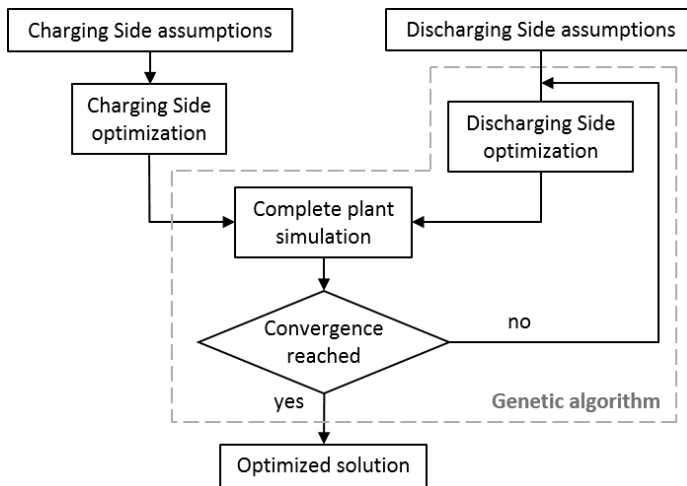 Charging Side assumptions
Discharging Side assumptions
Charging Side
optimization
Discharging Side
optimization
Complete plant
simulation
Convergence
reached
no
yes
Genetic algorithm
Optimized solution